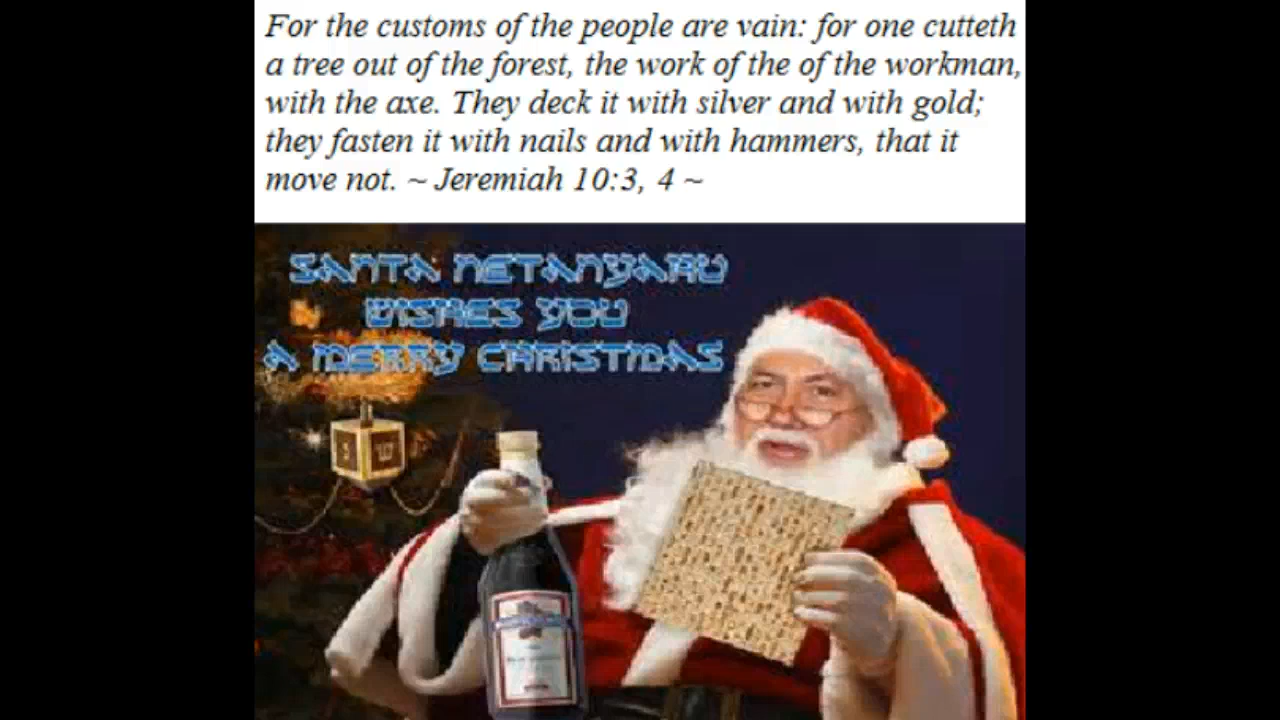 For the customs of the people are vain: for one cutteth
a tree out of the forest, the work of the of the workman,
with the axe. They deck it with silver and with gold;
they fasten it with nails and with hammers, that it
move not. ~ Jeremiah 10:3, 4 ~
SANTA NETANYAHU
WISHES YOU
A MERRY CHRISTMAS
ש